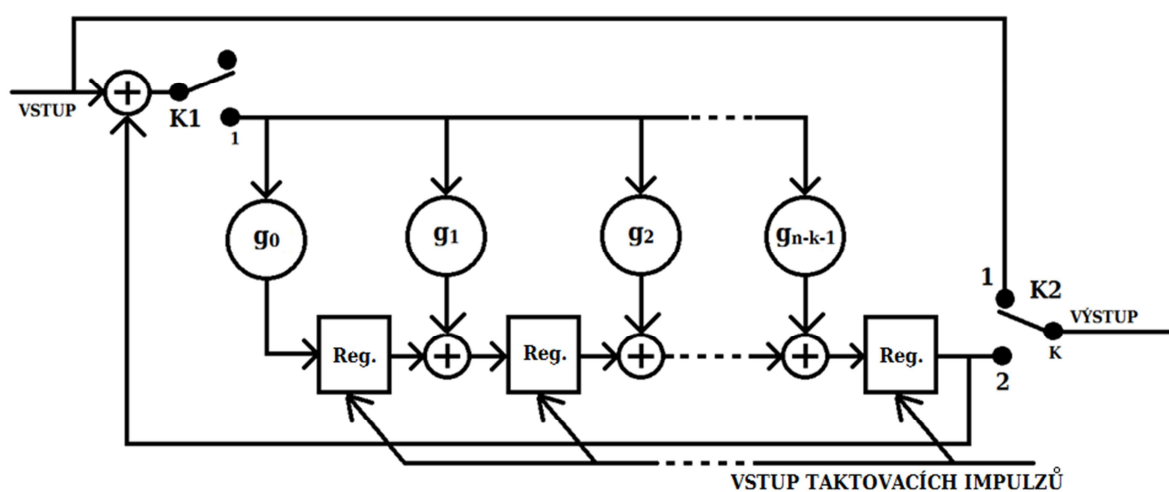 VSTUP
K1
1
g0
g1
g2
gn-k-1
1
K2
VÝSTUP
K
2
Reg.
Reg.
Reg.
VSTUP TAKTOVACÍCH IMPULZŮ